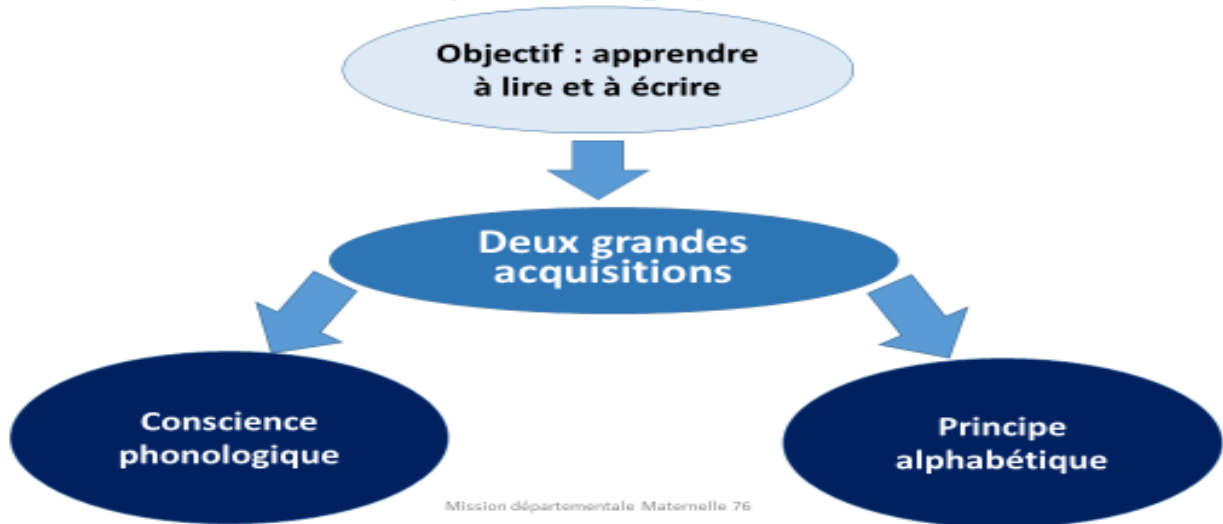 Objectif : apprendre
à lire et à écrire
Deux grandes
acquisitions
Conscience
phonologique
Principe
alphabétique
Mission départementale Maternelle 76